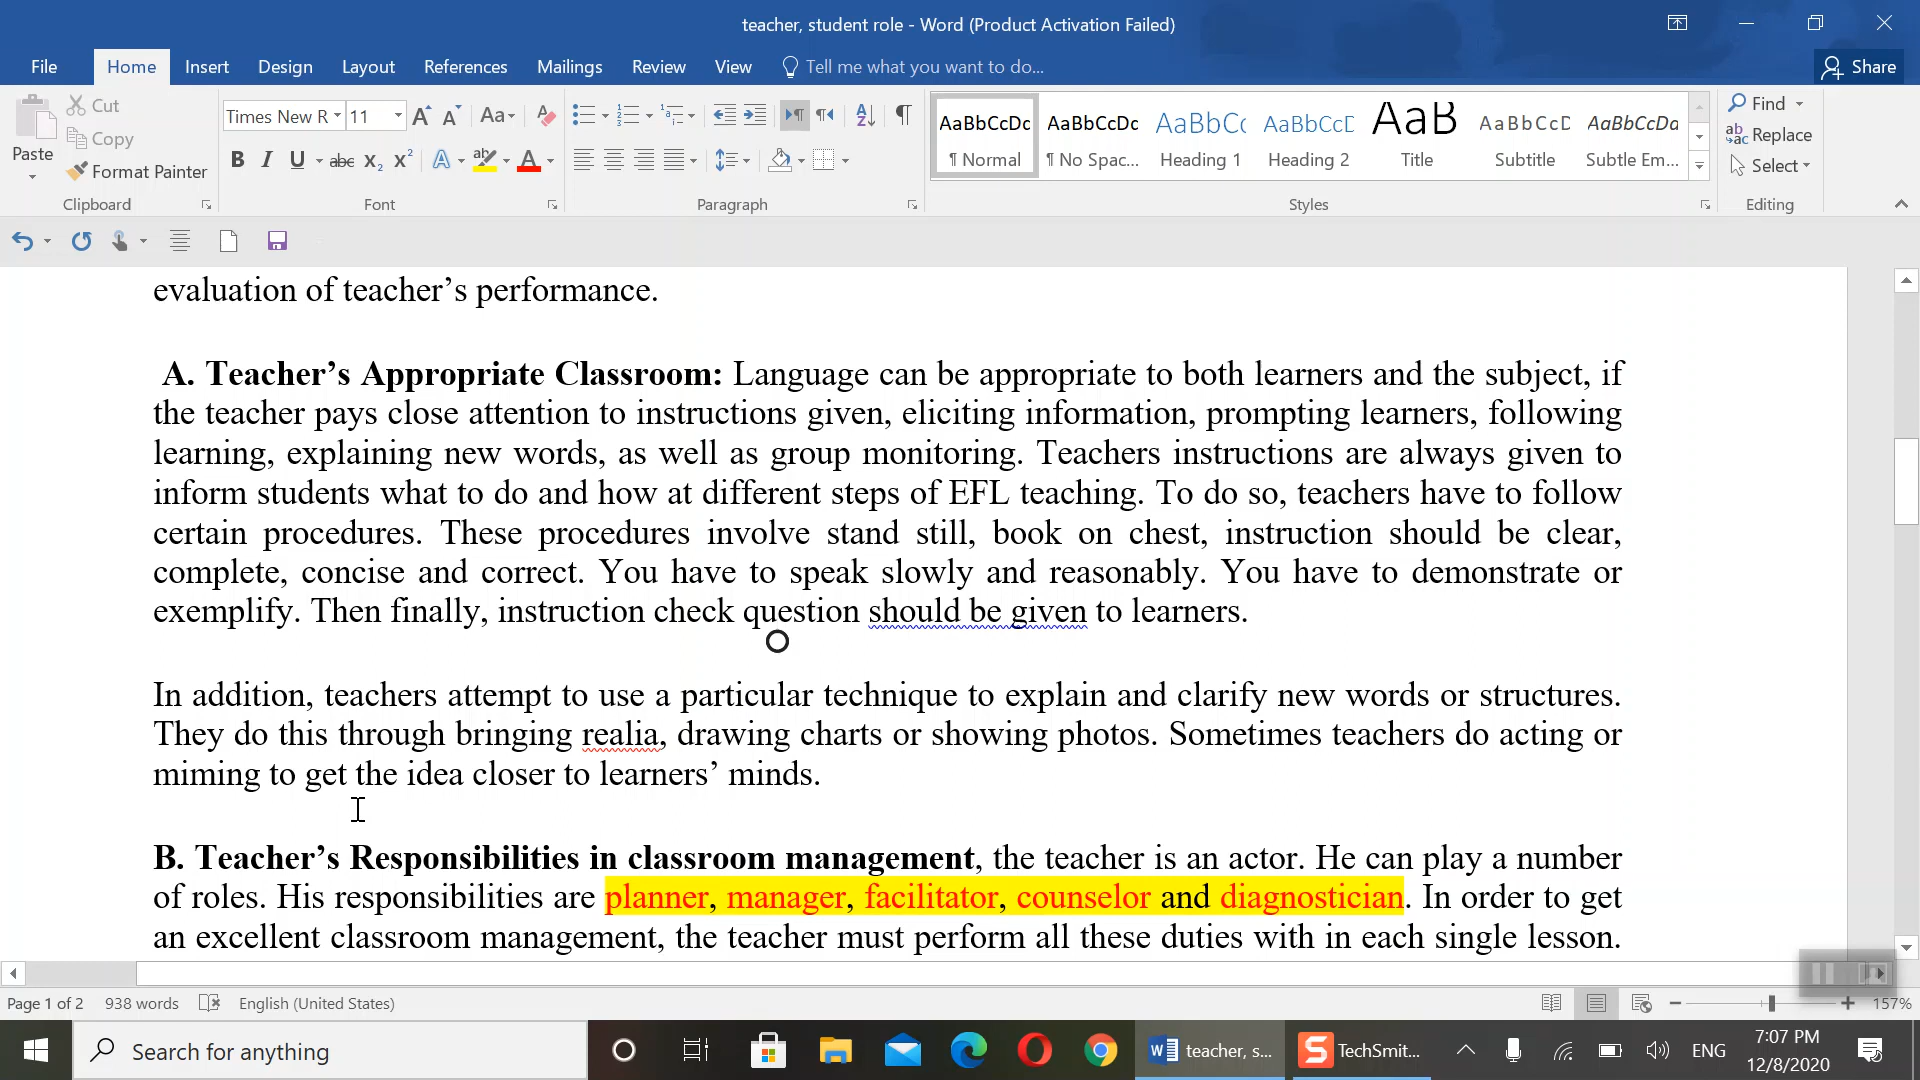 teacher, student role - Word (Product Activation Failed)
File Home Insert Design Layout References Mailings Review View Tell me what you want to do... Share
Cut
Copy
Paste
Format Painter
Times New R 11
AaBbCcDc AaBbCcDc AaBbCc AaBbCcD AaB AaBbCcD AaBbCcDa
¶ Normal ¶ No Spac... Heading 1 Heading 2 Title Subtitle Subtle Em...
Find
Replace
Select
Clipboard Font Paragraph Styles Editing
evaluation of teacher’s performance.
A. Teacher’s Appropriate Classroom: Language can be appropriate to both learners and the subject, if
the teacher pays close attention to instructions given, eliciting information, prompting learners, following
learning, explaining new words, as well as group monitoring. Teachers instructions are always given to
inform students what to do and how at different steps of EFL teaching. To do so, teachers have to follow
certain procedures. These procedures involve stand still, book on chest, instruction should be clear,
complete, concise and correct. You have to speak slowly and reasonably. You have to demonstrate or
exemplify. Then finally, instruction check question should be given to learners.
In addition, teachers attempt to use a particular technique to explain and clarify new words or structures.
They do this through bringing realia, drawing charts or showing photos. Sometimes teachers do acting or
miming to get the idea closer to learners’ minds.
B. Teacher’s Responsibilities in classroom management, the teacher is an actor. He can play a number
of roles. His responsibilities are planner, manager, facilitator, counselor and diagnostician. In order to get
an excellent classroom management, the teacher must perform all these duties with in each single lesson.
Page 1 of 2 938 words English (United States) 157%
Search for anything
teacher, s...
TechSmit...
ENG
7:07 PM
12/8/2020